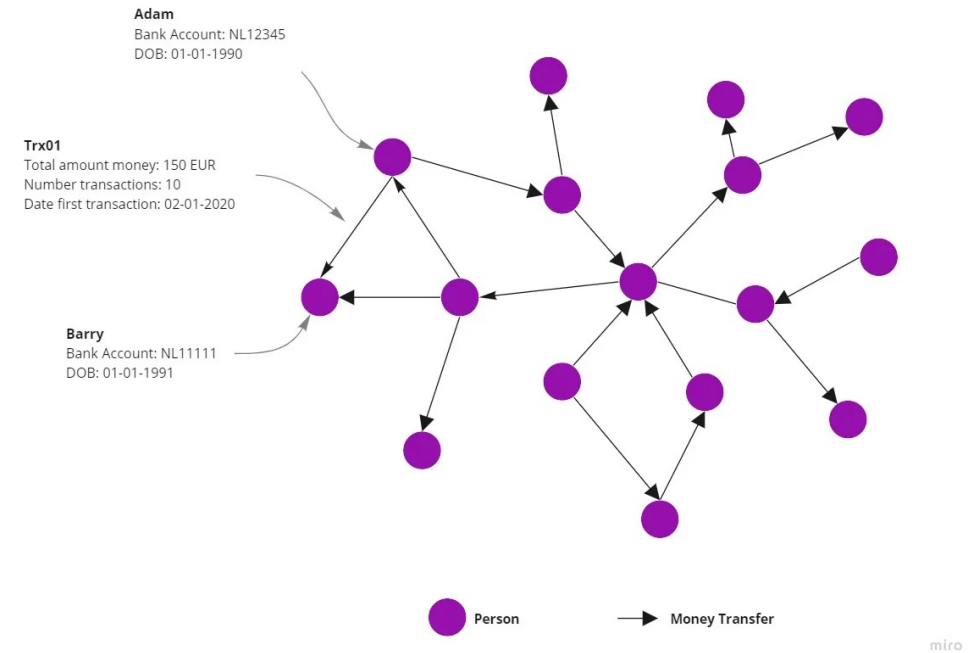 Adam
Bank Account: NL12345
DOB: 01-01-1990
Trx01
Total amount money: 150 EUR
Number transactions: 10
Date first transaction: 02-01-2020
Barry
Bank Account: NL11111
DOB: 01-01-1991
Person
Money Transfer
miro